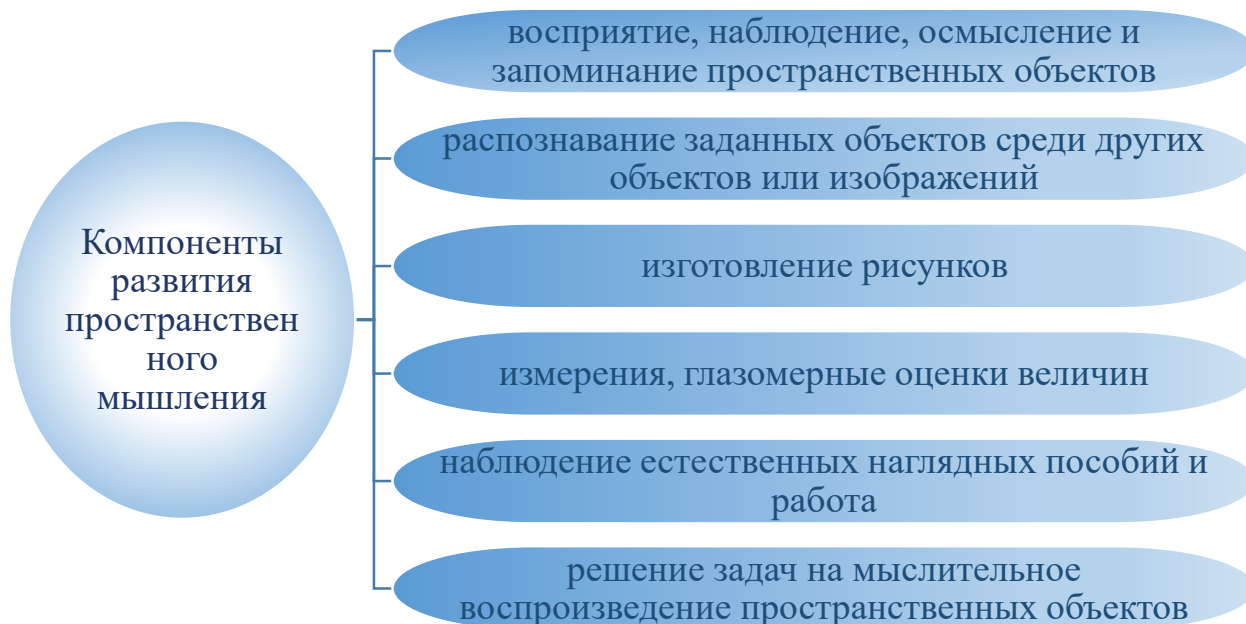 Компоненты
развития
пространствен
ного
мышления
восприятие, наблюдение, осмысление и
запоминание пространственных объектов
распознавание заданных объектов среди других
объектов или изображений
изготовление рисунков
измерения, глазомерные оценки величин
наблюдение естественных наглядных пособий и
работа
решение задач на мыслительное
воспроизведение пространственных объектов